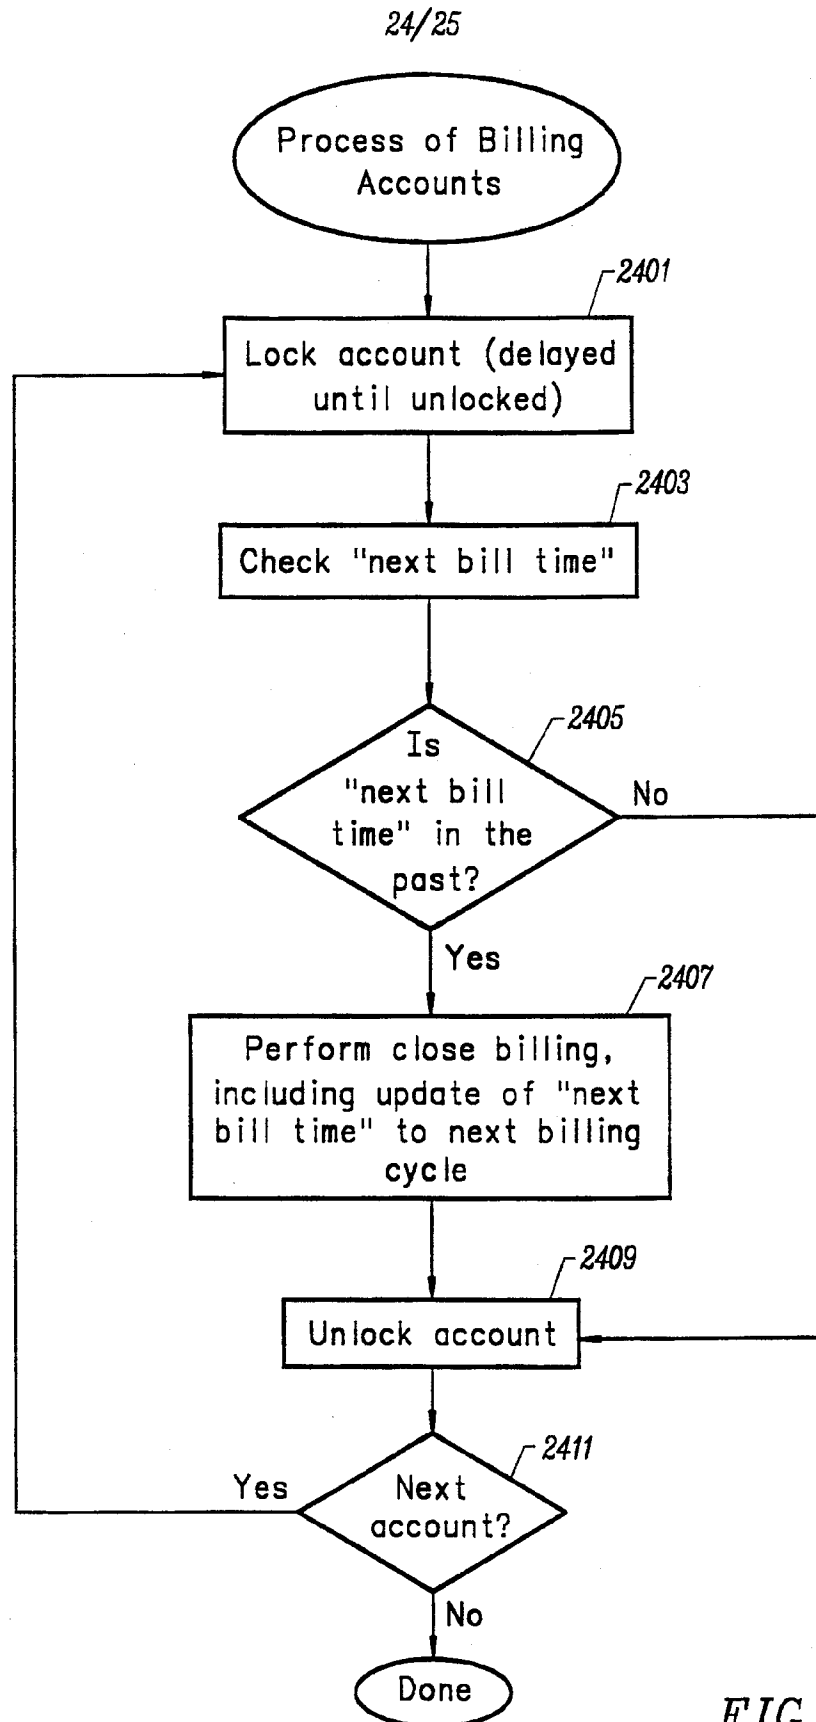 24/25
Process of Billing
Accounts
2401
Lock account (delayed
until unlocked)
2403
Check "next bill time"
2405
Is
"next bill
time" in the
past?
No
Yes
2407
Perform close billing,
including update of "next
bill time" to next billing
cycle
2409
Unlock account
2411
Next
account?
Yes
No
Done
FIG